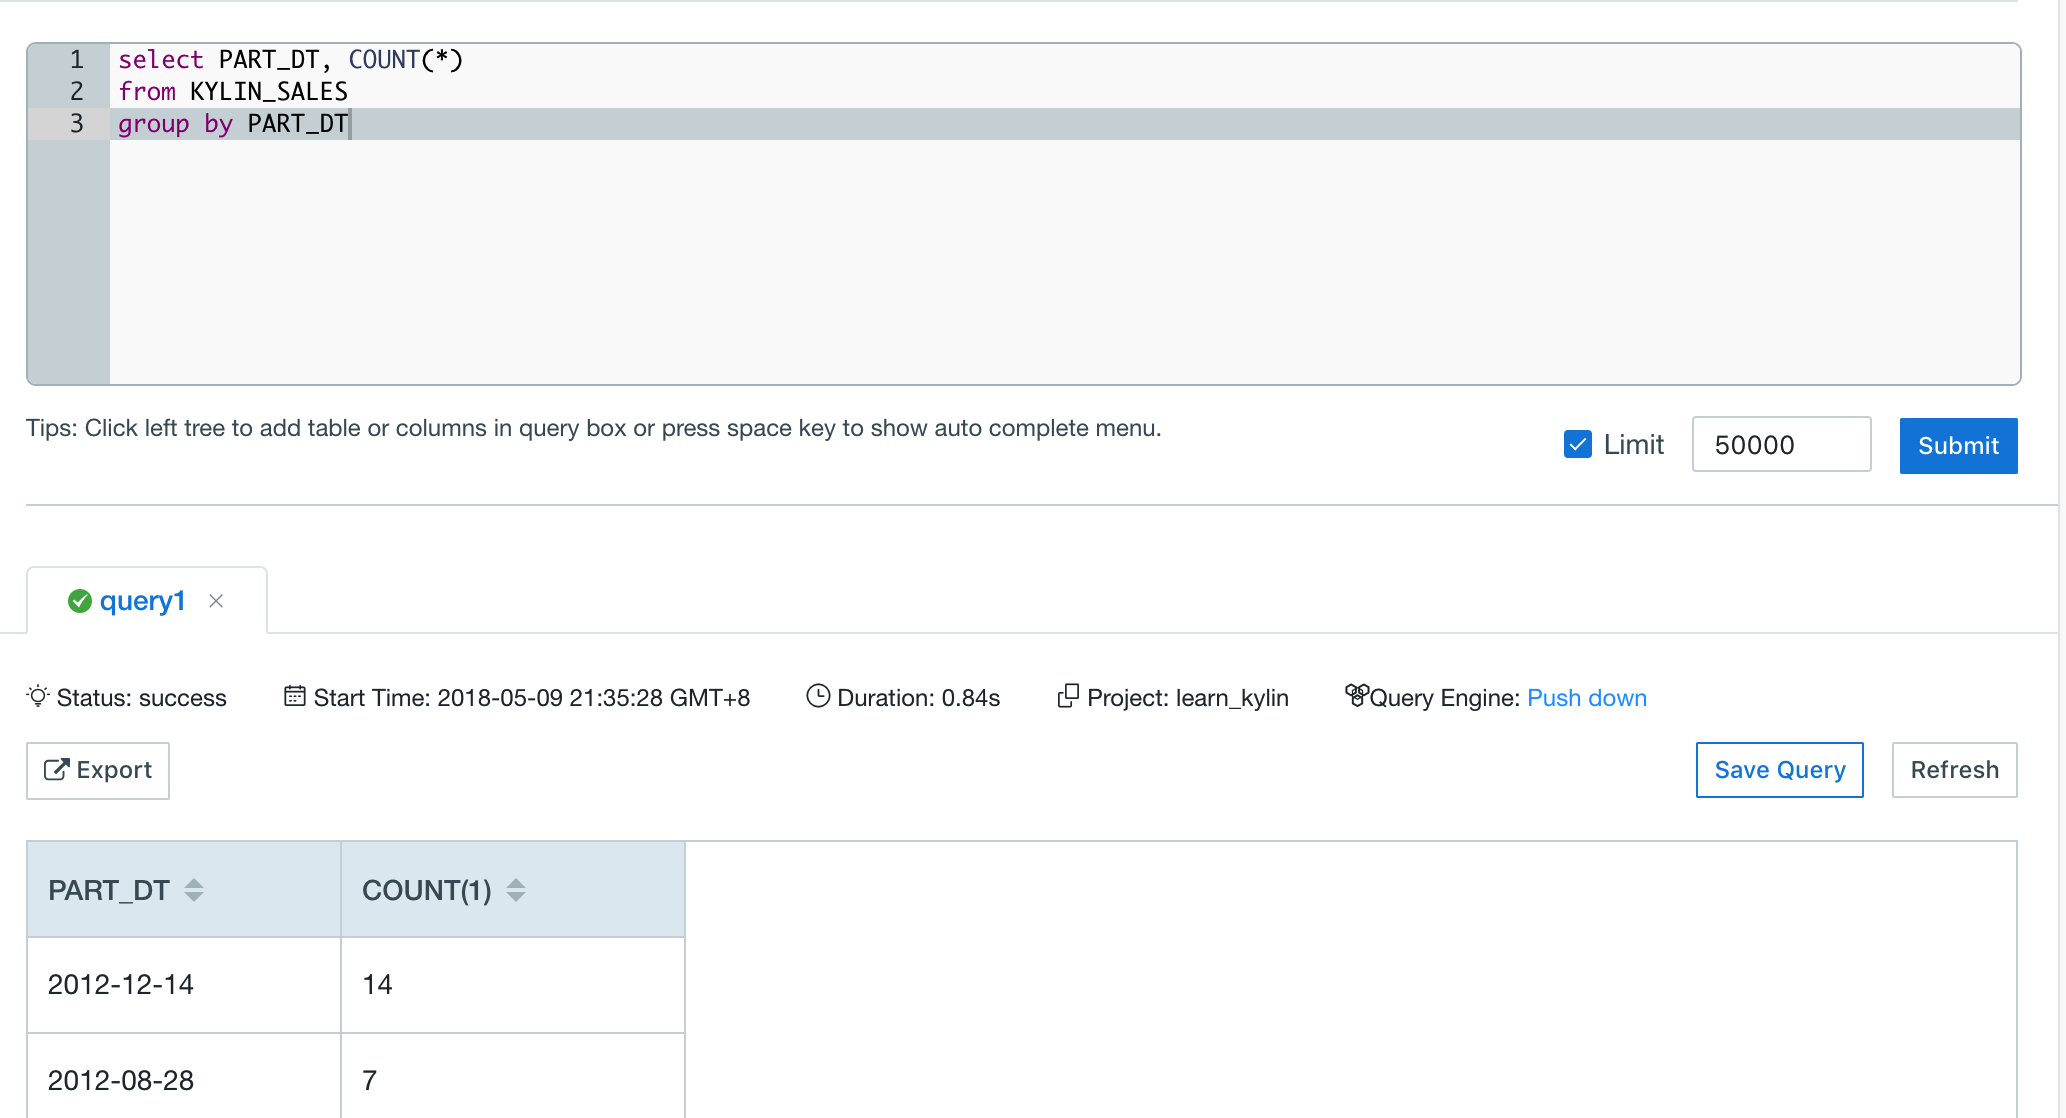 1 select PART_DT, COUNT(*)
2 from KYLIN_SALES
3 group by PART_DT
Tips: Click left tree to add table or columns in query box or press space key to show auto complete menu.
Limit 50000 Submit
query1
Status: success Start Time: 2018-05-09 21:35:28 GMT+8 Duration: 0.84s Project: learn_kylin Query Engine: Push down
Export Save Query Refresh
PART_DT COUNT(1)
2012-12-14 14
2012-08-28 7